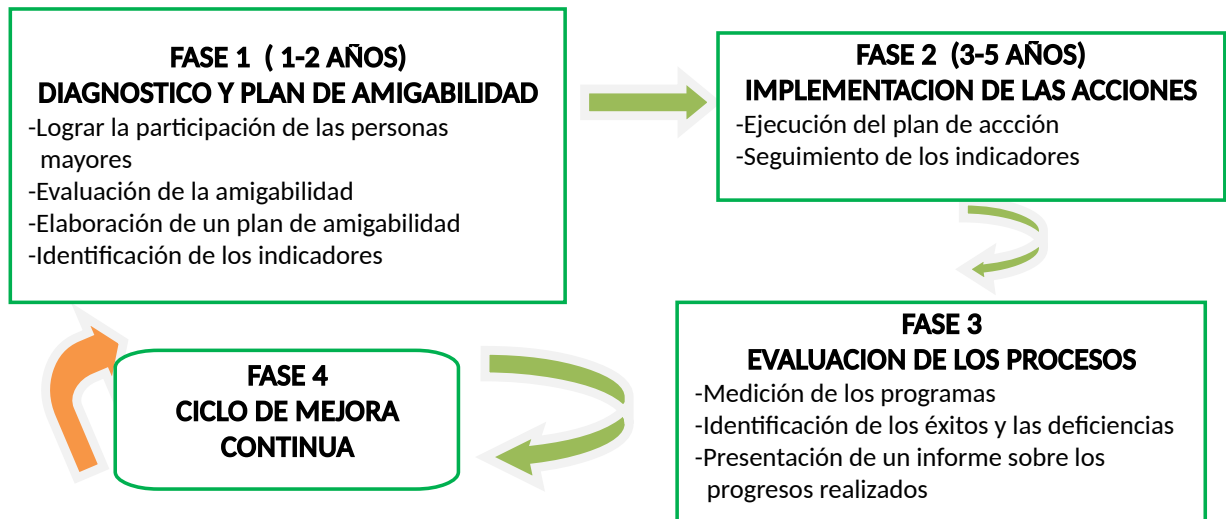 FASE 1 ( 1-2 AÑOS)
DIAGNOSTICO Y PLAN DE AMIGABILIDAD
-Lograr la participación de las personas
mayores
-Evaluación de la amigabilidad
-Elaboración de un plan de amigabilidad
-Identificación de los indicadores
FASE 2 (3-5 AÑOS)
IMPLEMENTACION DE LAS ACCIONES
-Ejecución del plan de accción
-Seguimiento de los indicadores
FASE 3
EVALUACION DE LOS PROCESOS
-Medición de los programas
-Identificación de los éxitos y las deficiencias
-Presentación de un informe sobre los
progresos realizados
FASE 4
CICLO DE MEJORA
CONTINUA